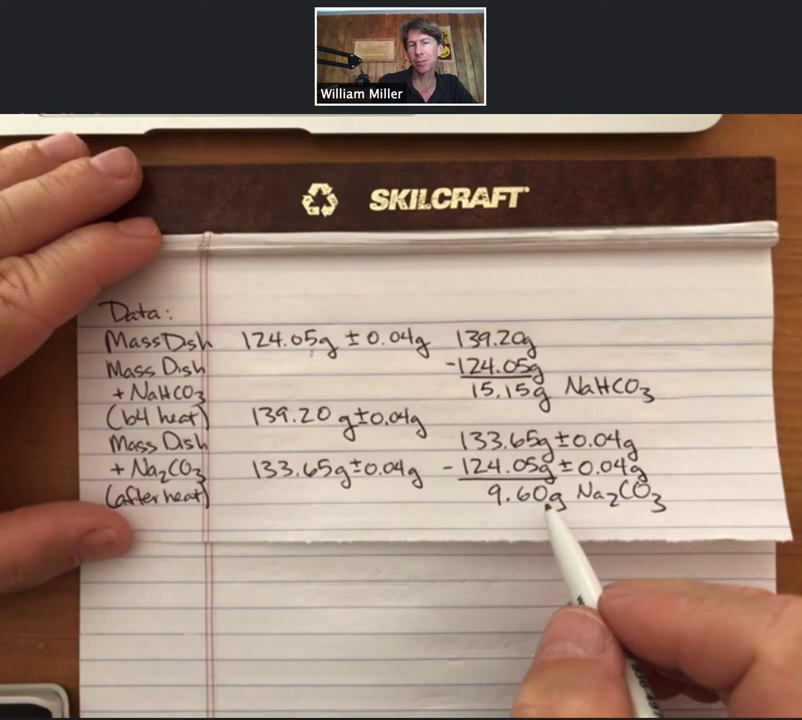 William Miller
SKILCRAFT
Data:
Mass Dish 124.05g ± 0.04g 139.20g
Mass Dish -124.05g
+ NaHCO3 15.15g NaHCO3
(b4 heat) 139.20 g±0.04g
Mass Dish 133.65g±0.04g
+ Na2CO3 133.65g±0.04g - 124.05g±0.04g
(after heat) 9.60g Na2CO3